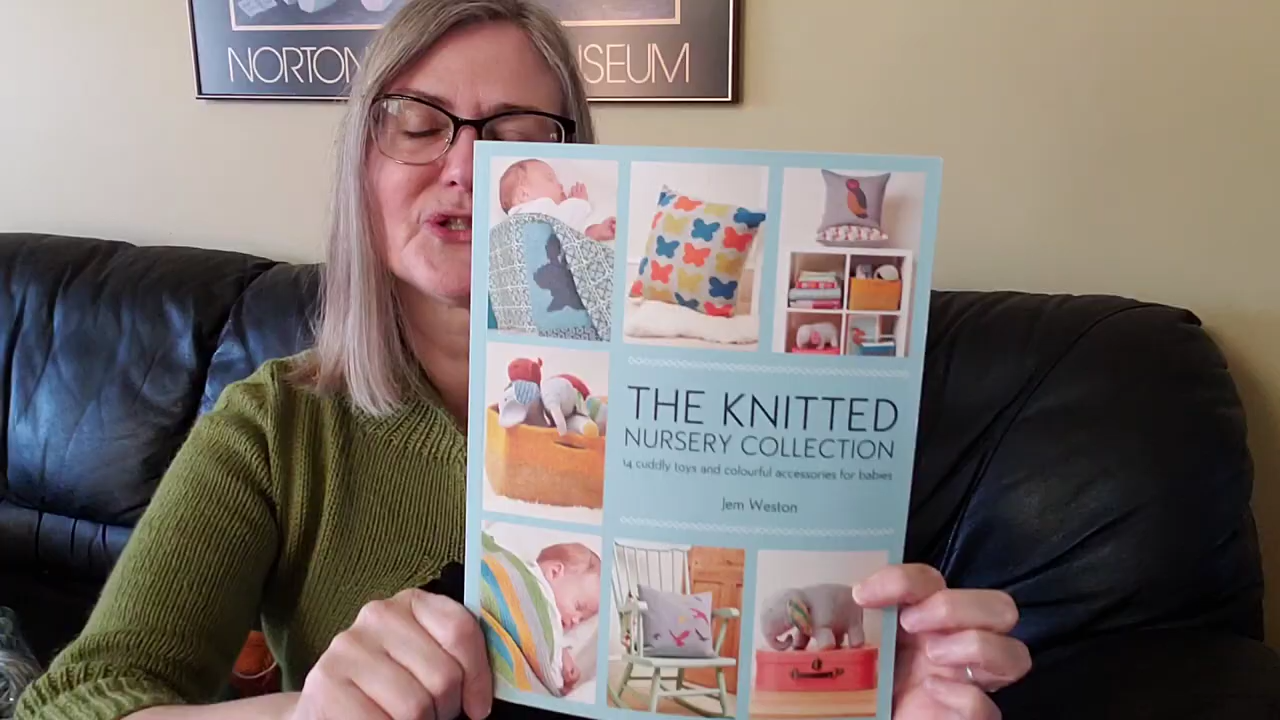 NORTON
USEUM
THE KNITTED
NURSERY COLLECTION
14 cuddly toys and colourful accessories for babies
Jem Weston